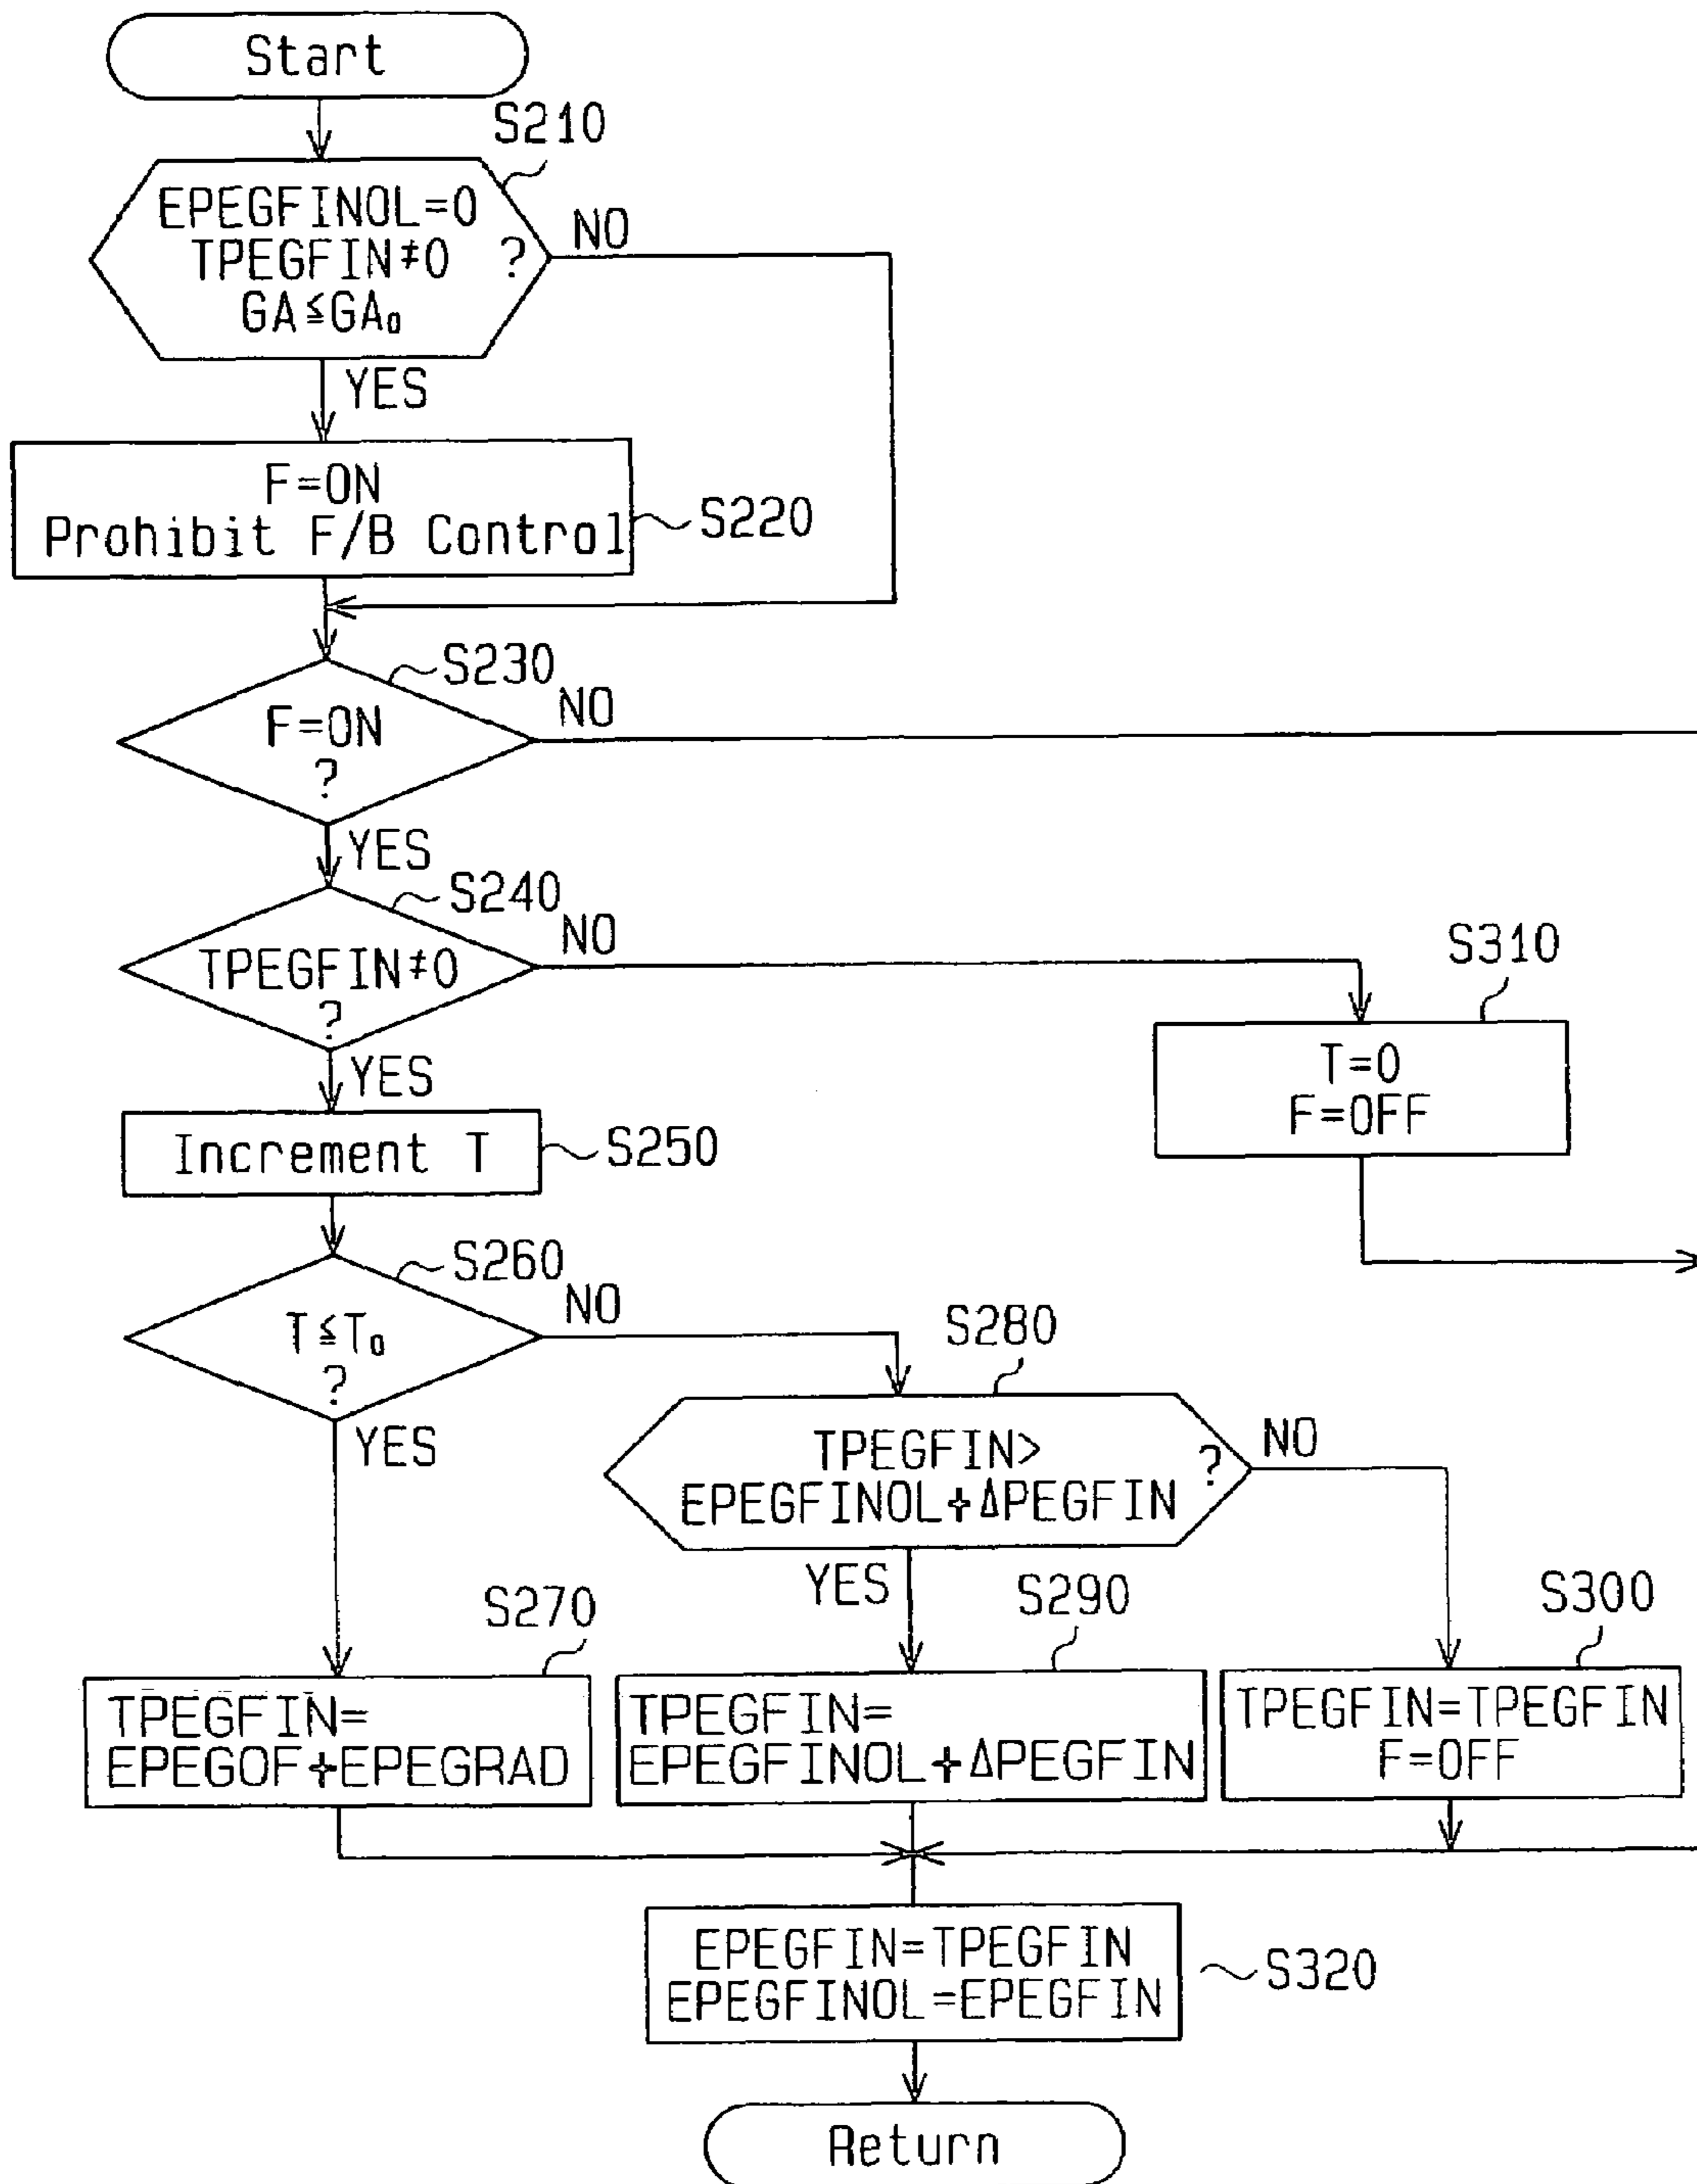 Start
S210
EPEGFINOL=0
TPEGFIN≠0 ?
GA≦GA₀
NO
YES
F=ON
Prohibit F/B Control
S220
S230
F=ON
?
NO
YES
S240
TPEGFIN≠0
?
NO
YES
S310
T=0
F=OFF
Increment T
S250
S260
T≦T₀
?
NO
YES
S280
TPEGFIN>
EPEGFINOL+ΔPEGFIN ?
NO
YES
S270
TPEGFIN=
EPEGOF+EPEGRAD
S290
TPEGFIN=
EPEGFINOL+ΔPEGFIN
S300
TPEGFIN=TPEGFIN
F=OFF
EPEGFIN=TPEGFIN
EPEGFINOL=EPEGFIN
S320
Return